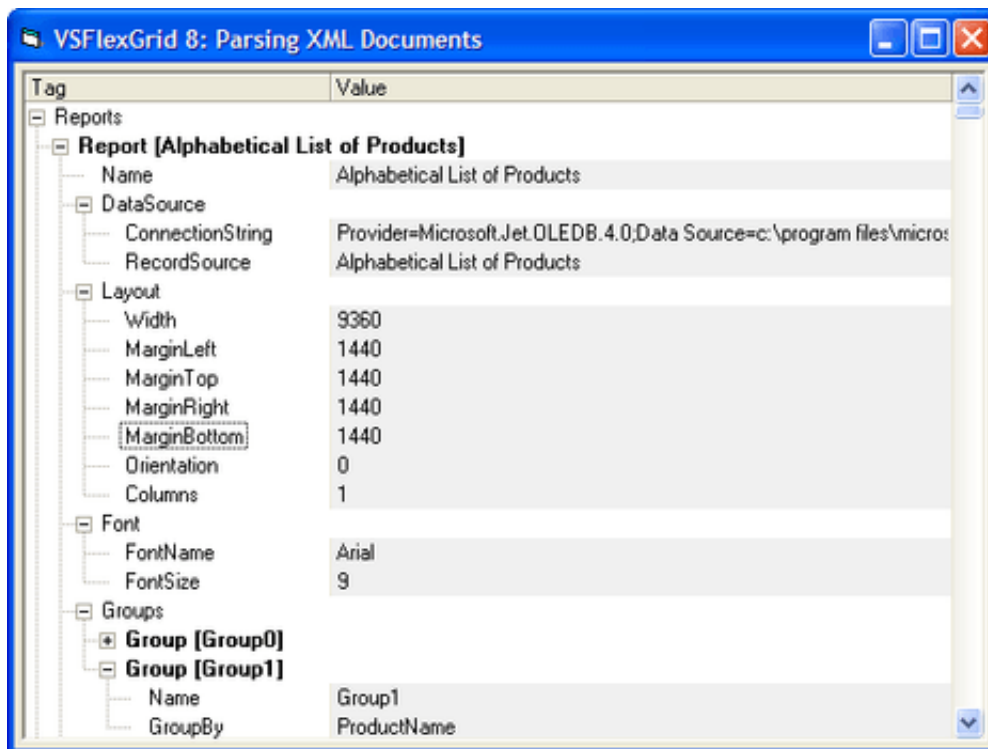 VSFlexGrid 8: Parsing XML Documents
Tag Value
Reports
Report [Alphabetical List of Products]
Name Alphabetical List of Products
DataSource
ConnectionString Provider=Microsoft.Jet.OLEDB.4.0;Data Source=c:\program files\micros
RecordSource Alphabetical List of Products
Layout
Width 9360
MarginLeft 1440
MarginTop 1440
MarginRight 1440
MarginBottom 1440
Orientation 0
Columns 1
Font
FontName Arial
FontSize 9
Groups
Group [Group0]
Group [Group1]
Name Group1
GroupBy ProductName